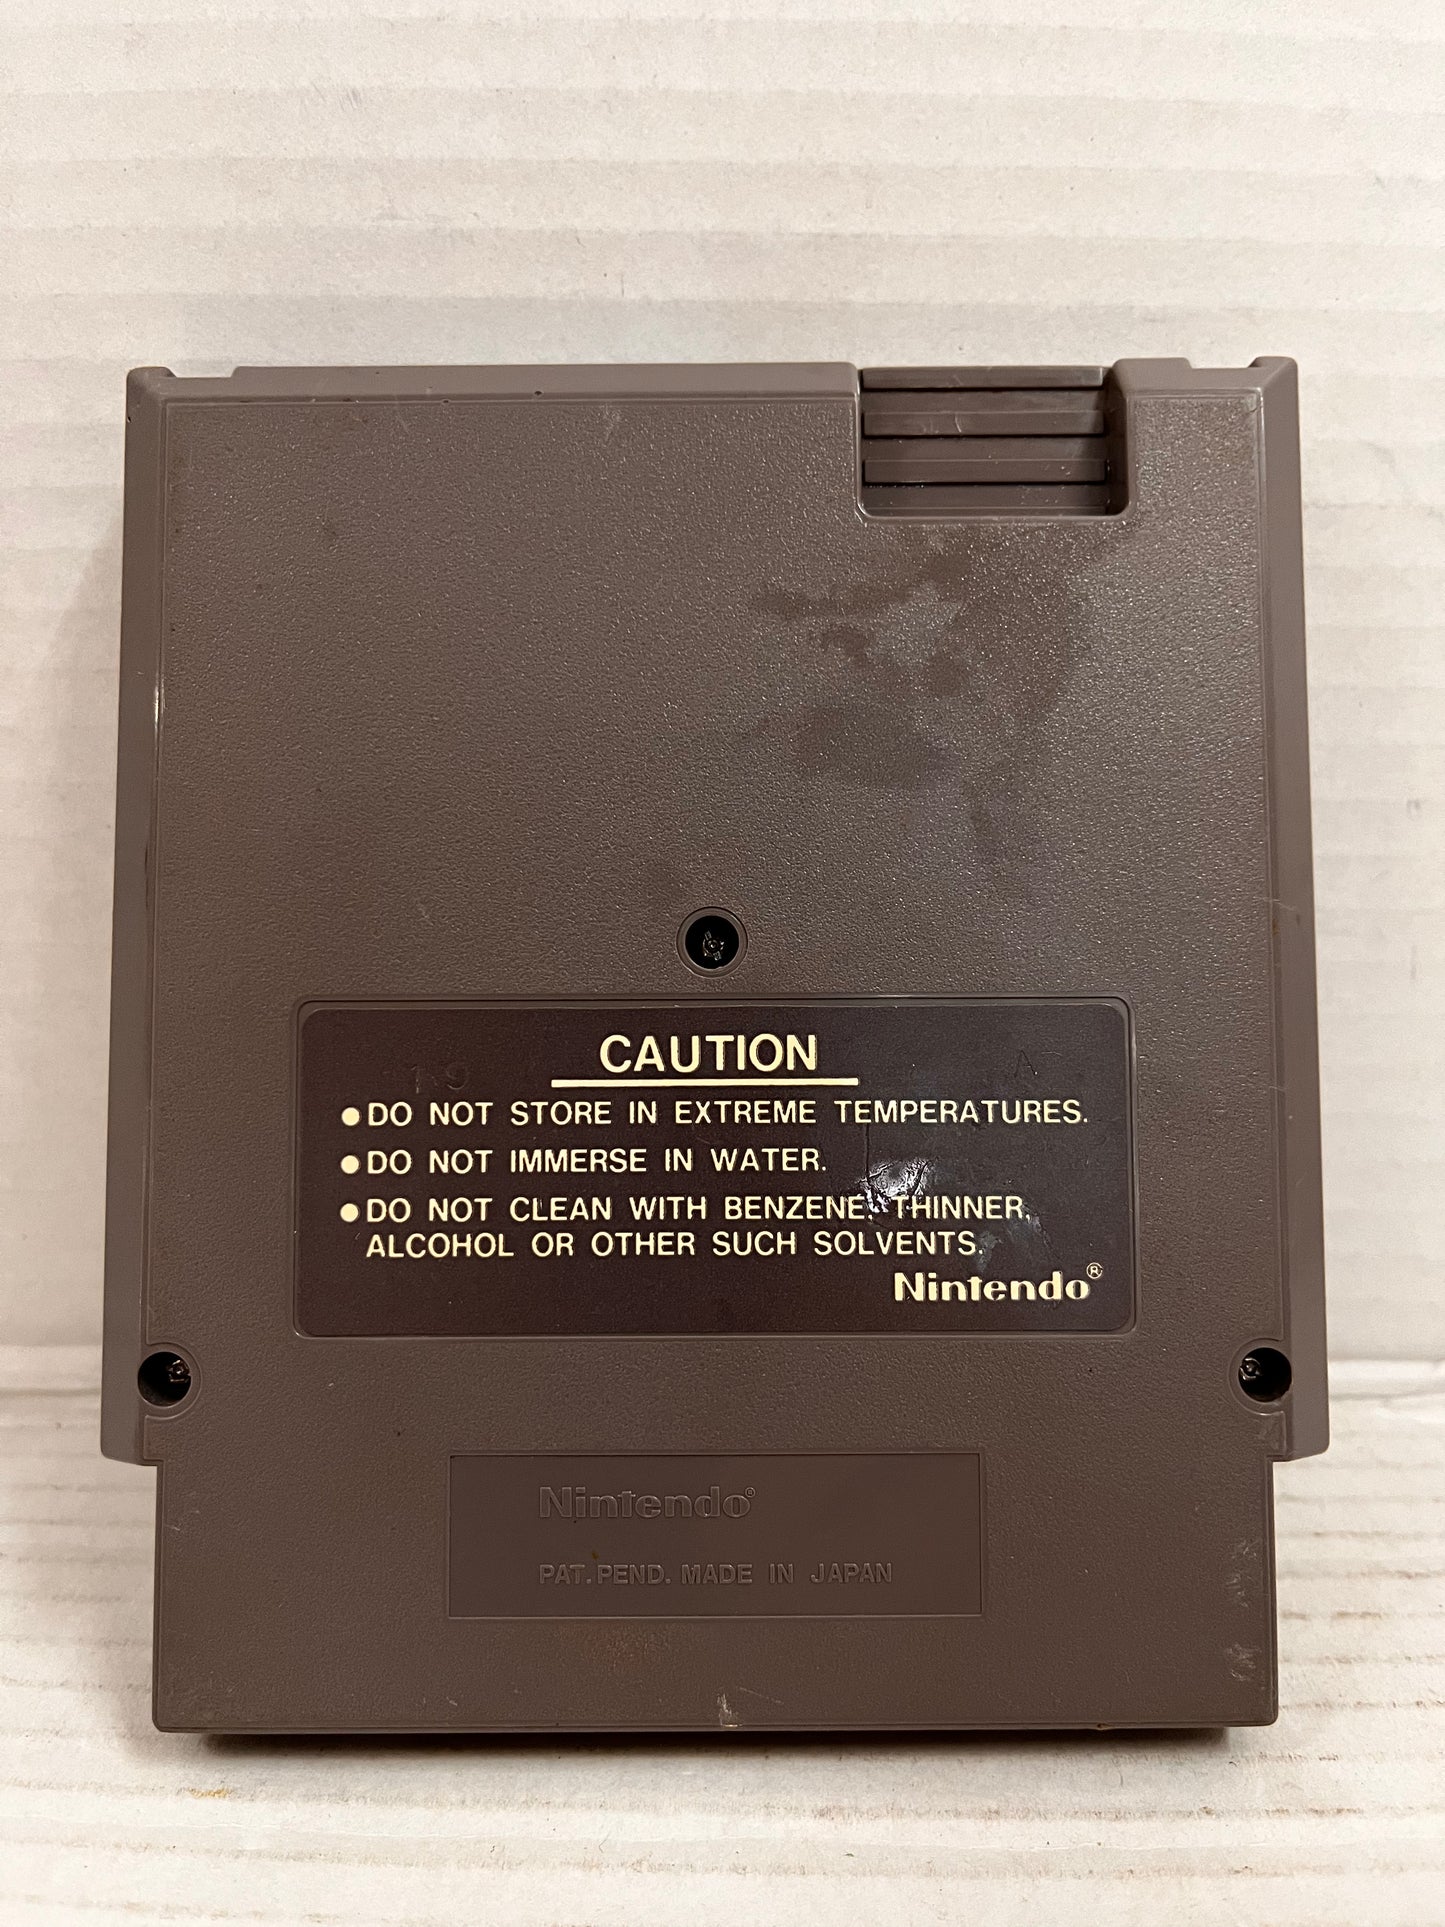 CAUTION
19 A
●DO NOT STORE IN EXTREME TEMPERATURES.
●DO NOT IMMERSE IN WATER.
●DO NOT CLEAN WITH BENZENE, THINNER,
ALCOHOL OR OTHER SUCH SOLVENTS.
Nintendo®
Nintendo®
PAT.PEND. MADE IN JAPAN